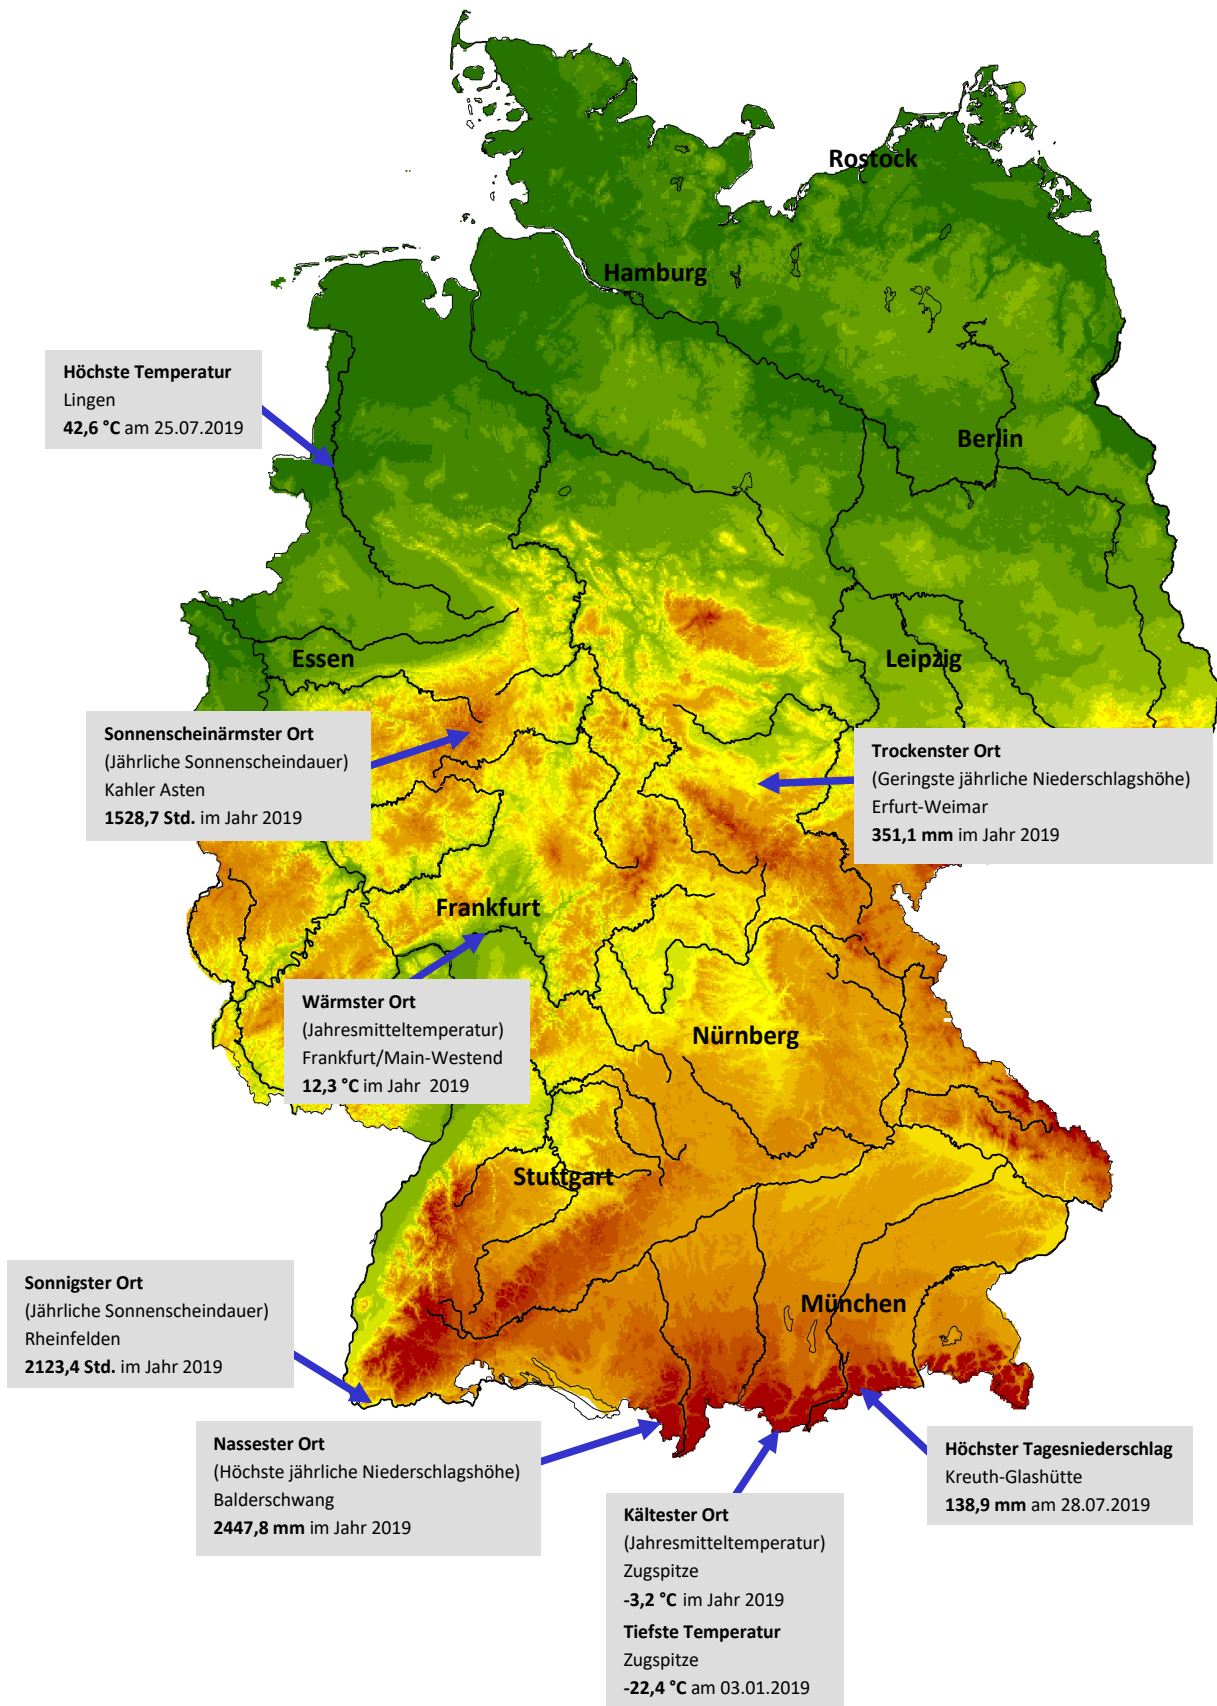 Rostock
Hamburg
Höchste Temperatur
Lingen
42,6 °C am 25.07.2019
Berlin
Essen
Leipzig
Sonnenscheinärmster Ort
(Jährliche Sonnenscheindauer)
Kahler Asten
1528,7 Std. im Jahr 2019
Trockenster Ort
(Geringste jährliche Niederschlagshöhe)
Erfurt-Weimar
351,1 mm im Jahr 2019
Frankfurt
Wärmster Ort
(Jahresmitteltemperatur)
Frankfurt/Main-Westend
12,3 °C im Jahr 2019
Nürnberg
Stuttgart
Sonnigster Ort
(Jährliche Sonnenscheindauer)
Rheinfelden
2123,4 Std. im Jahr 2019
München
Nassester Ort
(Höchste jährliche Niederschlagshöhe)
Balderschwang
2447,8 mm im Jahr 2019
Höchster Tagesniederschlag
Kreuth-Glashütte
138,9 mm am 28.07.2019
Kältester Ort
(Jahresmitteltemperatur)
Zugspitze
-3,2 °C im Jahr 2019
Tiefste Temperatur
Zugspitze
-22,4 °C am 03.01.2019